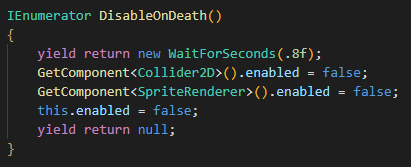 IEnumerator DisableOnDeath()
{
yield return new WaitForSeconds(.8f);
GetComponent<Collider2D>().enabled = false;
GetComponent<SpriteRenderer>().enabled = false;
this.enabled = false;
yield return null;
}